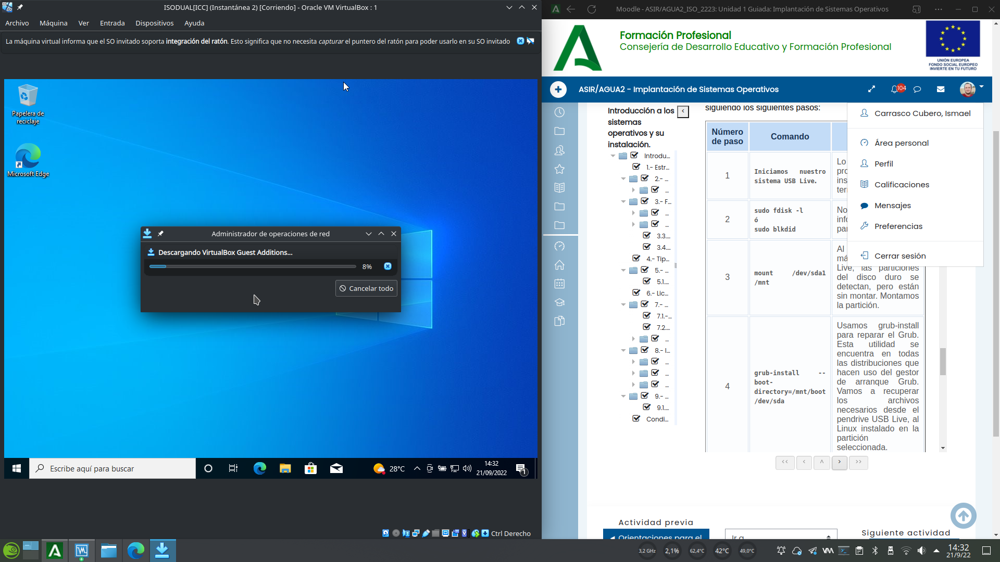 ISODUAL[ICC] (Instantánea 2) [Corriendo] - Oracle VM VirtualBox : 1
Archivo Máquina Ver Entrada Dispositivos Ayuda
La máquina virtual informa que el SO invitado soporta integración del ratón. Esto significa que no necesita capturar el puntero del ratón para poder usarlo en su SO invitado
Papelera de
reciclaje
Microsoft Edge
Administrador de operaciones de red
Descargando VirtualBox Guest Additions...
8%
Cancelar todo
Escribe aquí para buscar
28°C
14:32
21/09/2022
1
Ctrl Derecho
Moodle - ASIR/AGUA2_ISO_2223: Unidad 1 Guiada: Implantación de Sistemas Operativos
Formación Profesional
Consejería de Desarrollo Educativo y Formación Profesional
UNIÓN EUROPEA
FONDO SOCIAL EUROPEO
INVIERTE EN TU FUTURO
ASIR/AGUA2 - Implantación de Sistemas Operativos
104
Introducción a los
sistemas
operativos y su
instalación.
Introdu...
1.- Estr...
2.- ...
...
3.- F...
...
...
3.3....
3.4....
4.- Tip...
5.- ...
5.1....
6.- Lic...
7.- ...
7.1.-...
7.2....
...
8.- I...
...
...
...
9.- ...
9.1....
Condi...
siguiendo los siguientes pasos:
Número
de paso
Comando
1
Iniciamos nuestro
sistema USB Live.
Lo
pro
ins
ter
2
sudo fdisk -l
ó
sudo blkdid
No
info
par
3
mount /dev/sda1
/mnt
Al
má
Live, las particiones
del disco duro se
detectan, pero están
sin montar. Montamos
la partición.
4
grub-install --
boot-
directory=/mnt/boot
/dev/sda
Usamos grub-install
para reparar el Grub.
Esta utilidad se
encuentra en todas
las distribuciones que
hacen uso del gestor
de arranque Grub.
Vamos a recuperar
los archivos
necesarios desde el
pendrive USB Live, al
Linux instalado en la
partición
seleccionada.
Carrasco Cubero, Ismael
Área personal
Perfil
Calificaciones
Mensajes
Preferencias
Cerrar sesión
Actividad previa
◄ Orientaciones para el
Ir a
Siguiente actividad
3,2 GHz
2,1%
62,4°C
42°C
49,0°C
14:32
21/9/22